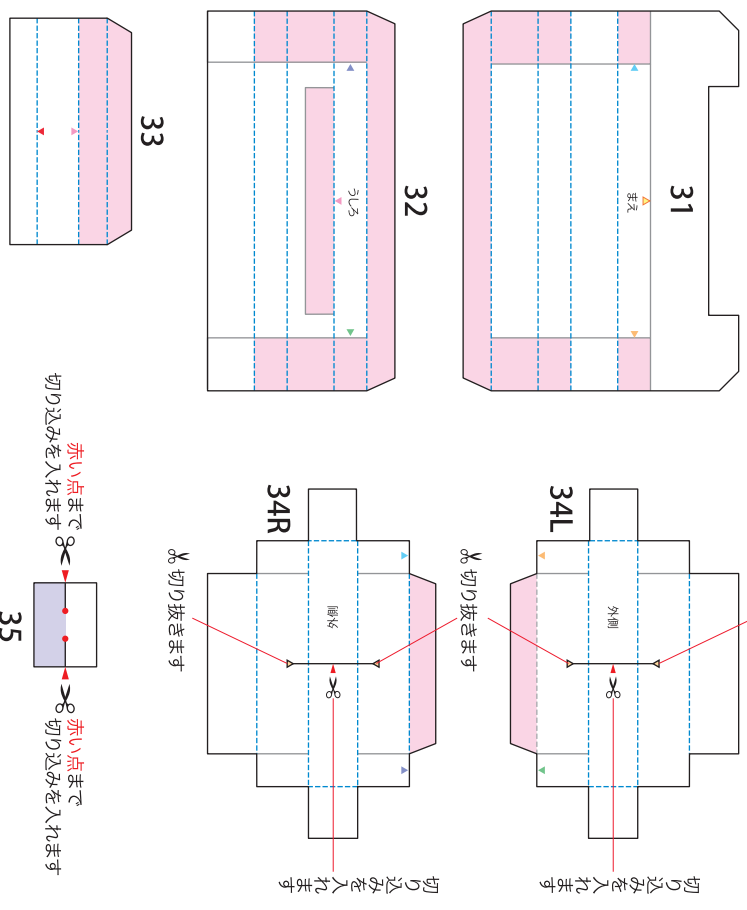 31
まえ
外側
34L
切り込みを入れます
切り抜きます
32
うしろ
外側
34R
切り込みを入れます
切り抜きます
33
赤い点まで
切り込みを入れます
赤い点まで
切り込みを入れます
35